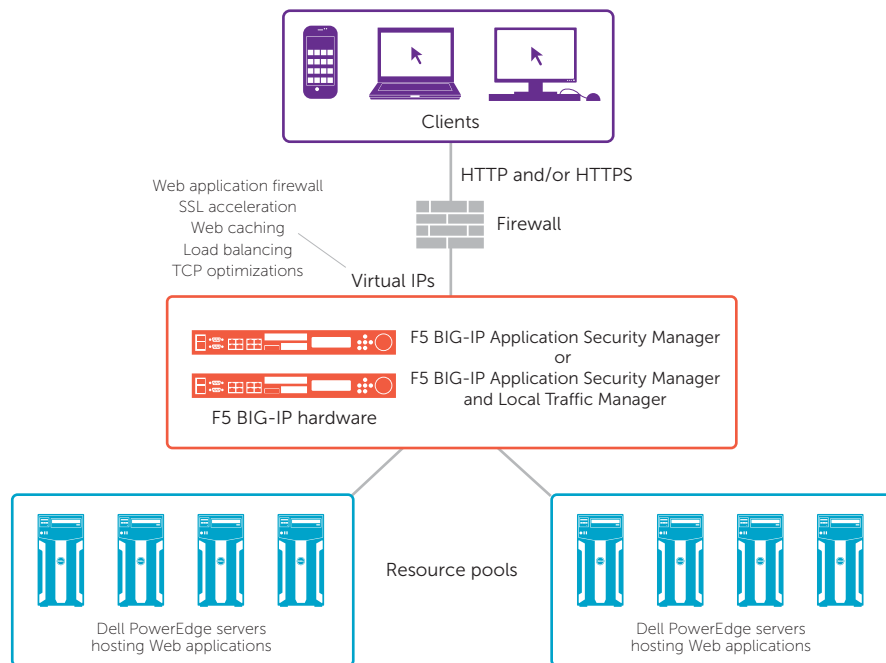 Clients
HTTP and/or HTTPS
Web application firewall
SSL acceleration
Web caching
Load balancing
TCP optimizations
Firewall
Virtual IPs
F5 BIG-IP Application Security Manager
or
F5 BIG-IP Application Security Manager
and Local Traffic Manager
F5 BIG-IP hardware
Resource pools
Dell PowerEdge servers
hosting Web applications
Dell PowerEdge servers
hosting Web applications